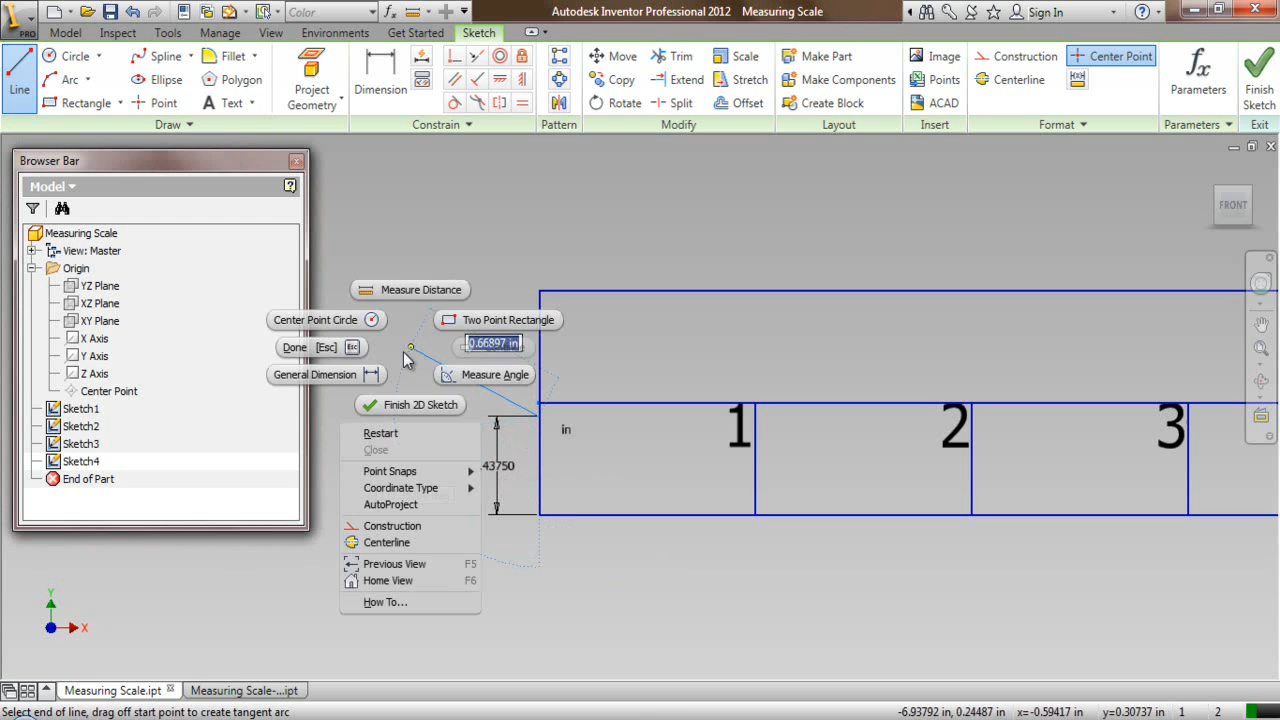 Color
Autodesk Inventor Professional 2012 Measuring Scale
Sign In
PRO
Model Inspect Tools Manage View Environments Get Started Sketch
Line
Circle Spline Fillet
Arc Ellipse Polygon
Rectangle Point Text
Project Geometry
Dimension
Move Trim Scale
Copy Extend Stretch
Rotate Split Offset
Make Part
Make Components
Create Block
Image
Points
ACAD
Construction Center Point
Centerline
fx
Parameters
Finish Sketch
Draw Constrain Pattern Modify Layout Insert Format Parameters Exit
Browser Bar
Model
Measuring Scale
View: Master
Origin
YZ Plane
XZ Plane
XY Plane
X Axis
Y Axis
Z Axis
Center Point
Sketch1
Sketch2
Sketch3
Sketch4
End of Part
FRONT
Measure Distance
Center Point Circle Two Point Rectangle
Done [Esc] Esc 0.66897 in
General Dimension Measure Angle
Finish 2D Sketch
Restart
Close
Point Snaps
Coordinate Type
AutoProject
Construction
Centerline
Previous View F5
Home View F6
How To...
in
1 2 3
.43750
Y
X
Measuring Scale.ipt Measuring Scale-...ipt
Select end of line, drag off start point to create tangent arc -6.93792 in, 0.24487 in x=-0.59417 in y=0.30737 in 1 2